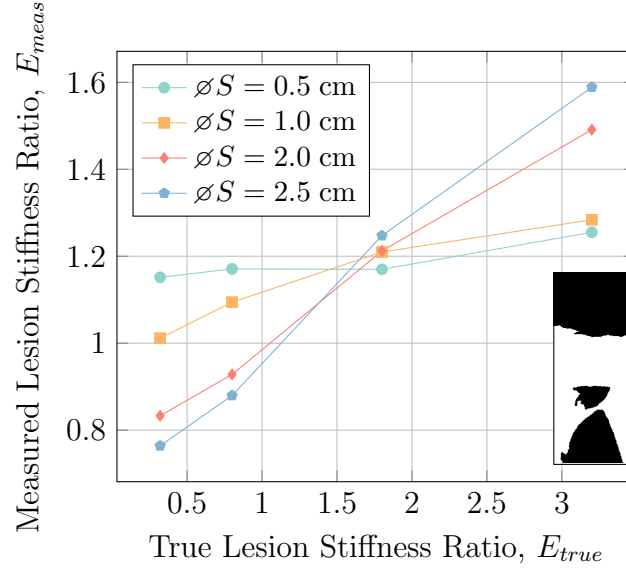 Measured Lesion Stiffness Ratio, E_meas
1.6
1.4
1.2
1
0.8
⌀S = 0.5 cm
⌀S = 1.0 cm
⌀S = 2.0 cm
⌀S = 2.5 cm
0.5 1 1.5 2 2.5 3
True Lesion Stiffness Ratio, E_true